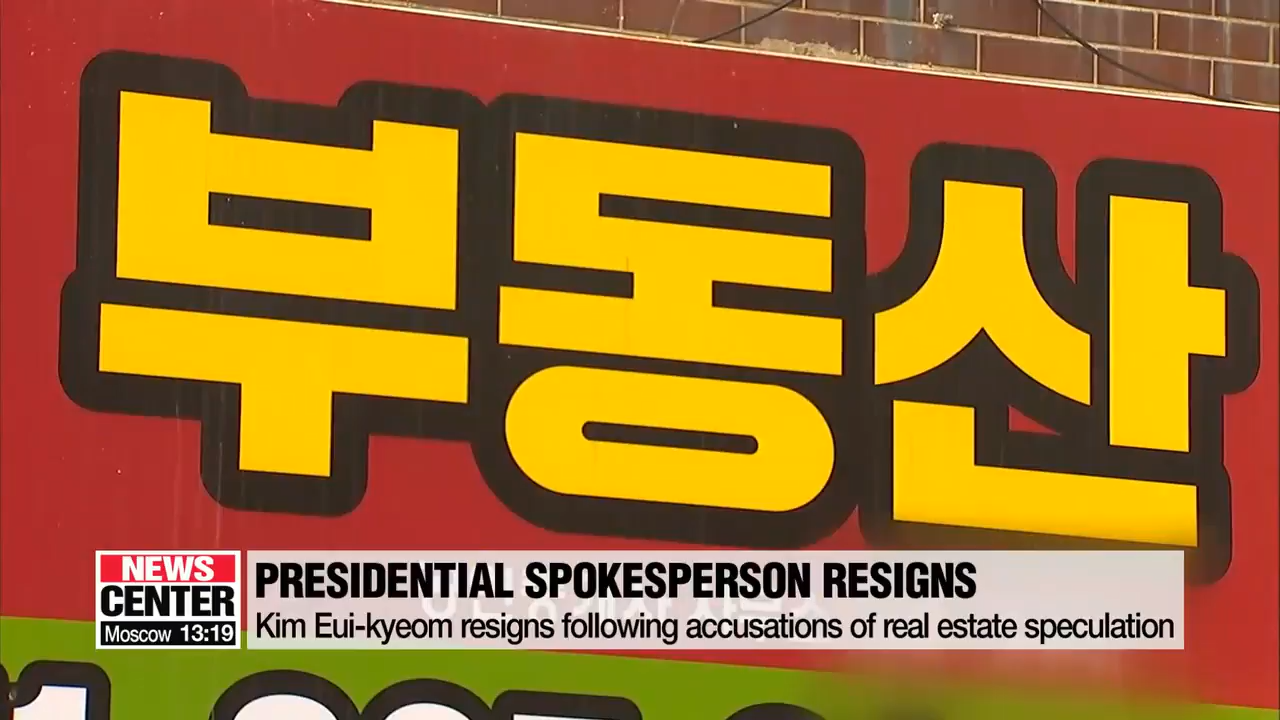 부동산
NEWS
CENTER
Moscow 13:19
PRESIDENTIAL SPOKESPERSON RESIGNS
Kim Eui-kyeom resigns following accusations of real estate speculation